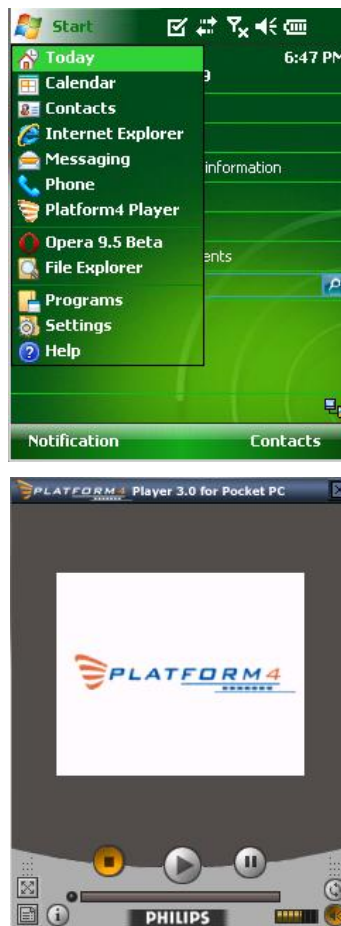 Start
6:47 PM
Today
Calendar
Contacts
Internet Explorer
Messaging
information
Phone
Platform4 Player
Opera 9.5 Beta
ents
File Explorer
Programs
Settings
Help
Notification Contacts
PLATFORM4 Player 3.0 for Pocket PC
PLATFORM4
PHILIPS